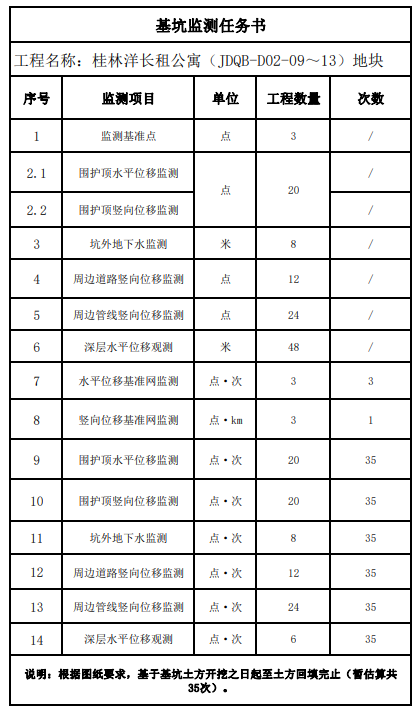 基坑监测任务书
工程名称：桂林洋长租公寓（JDQB-D02-09～13）地块
序号 监测项目 单位 工程数量 次数
1 监测基准点 点 3 /
2.1 围护顶水平位移监测 点 20 /
2.2 围护顶竖向位移监测 /
3 坑外地下水监测 米 8 /
4 周边道路竖向位移监测 点 12 /
5 周边管线竖向位移监测 点 24 /
6 深层水平位移观测 米 48 /
7 水平位移基准网监测 点·次 3 3
8 竖向位移基准网监测 点·km 3 1
9 围护顶水平位移监测 点·次 20 35
10 围护顶竖向位移监测 点·次 20 35
11 坑外地下水监测 点·次 8 35
12 周边道路竖向位移监测 点·次 12 35
13 周边管线竖向位移监测 点·次 24 35
14 深层水平位移观测 点·次 6 35
说明：根据图纸要求，基于基坑土方开挖之日起至土方回填完止（暂估算共
35次）。